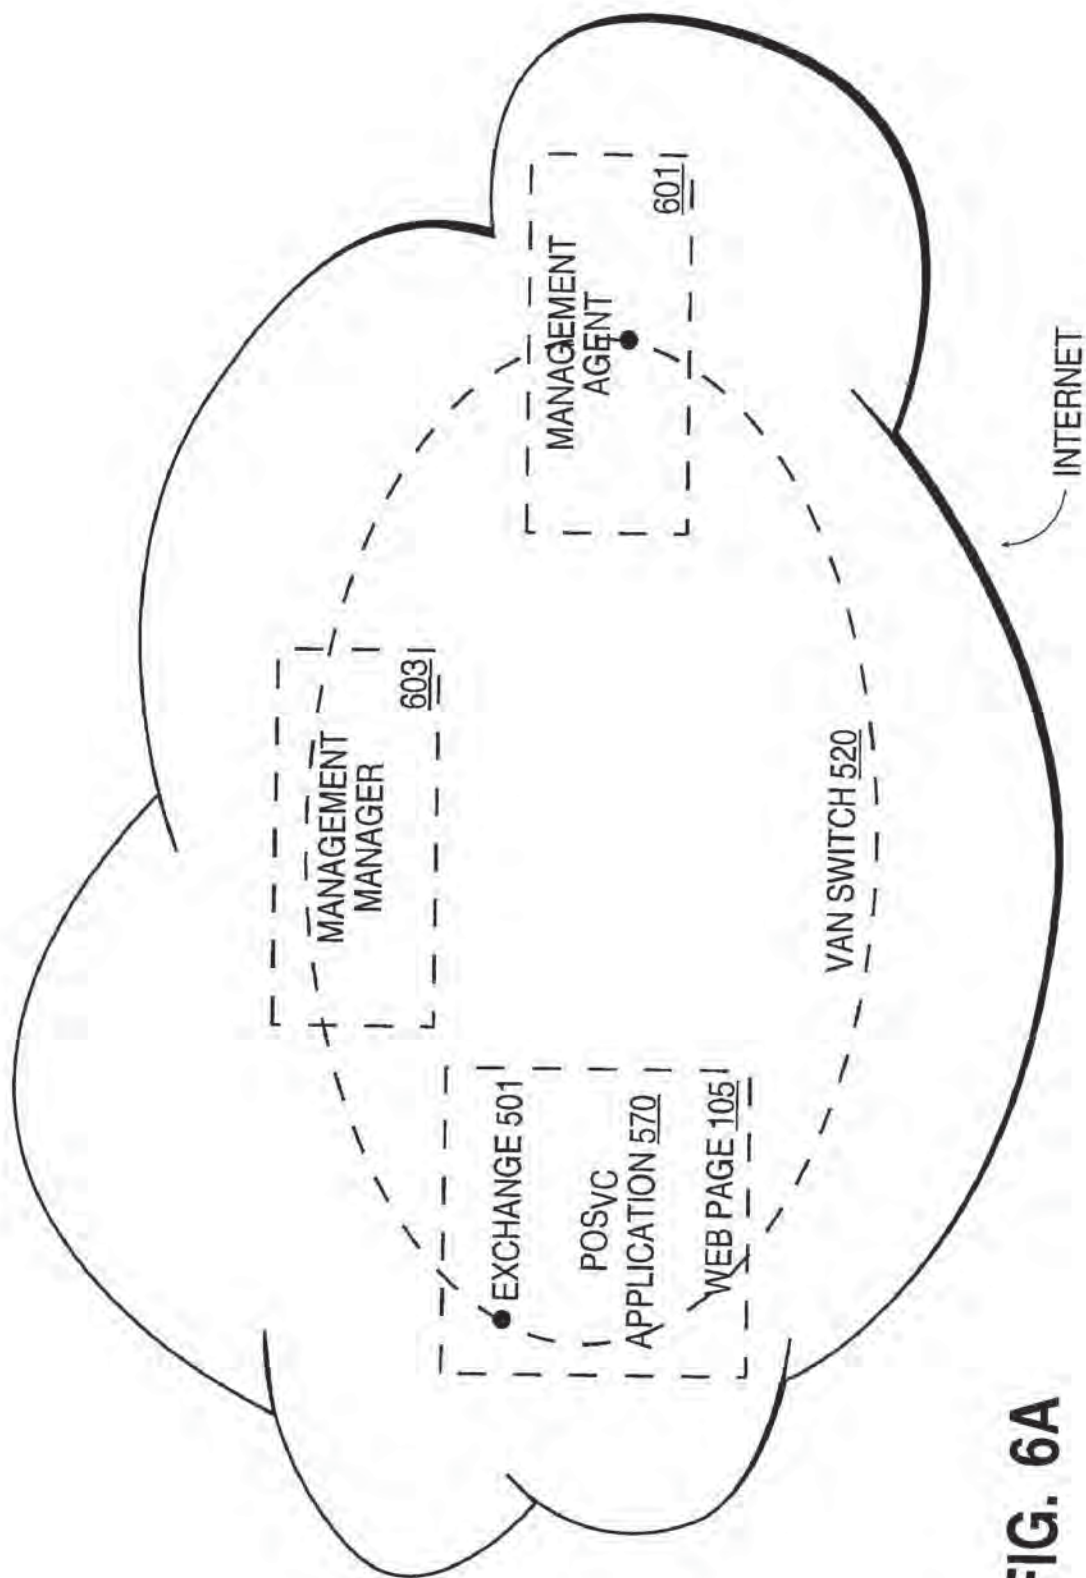 MANAGEMENT
MANAGER
603
EXCHANGE 501
POSVC
APPLICATION 570
WEB PAGE 105
MANAGEMENT
AGENT
601
VAN SWITCH 520
INTERNET
FIG. 6A